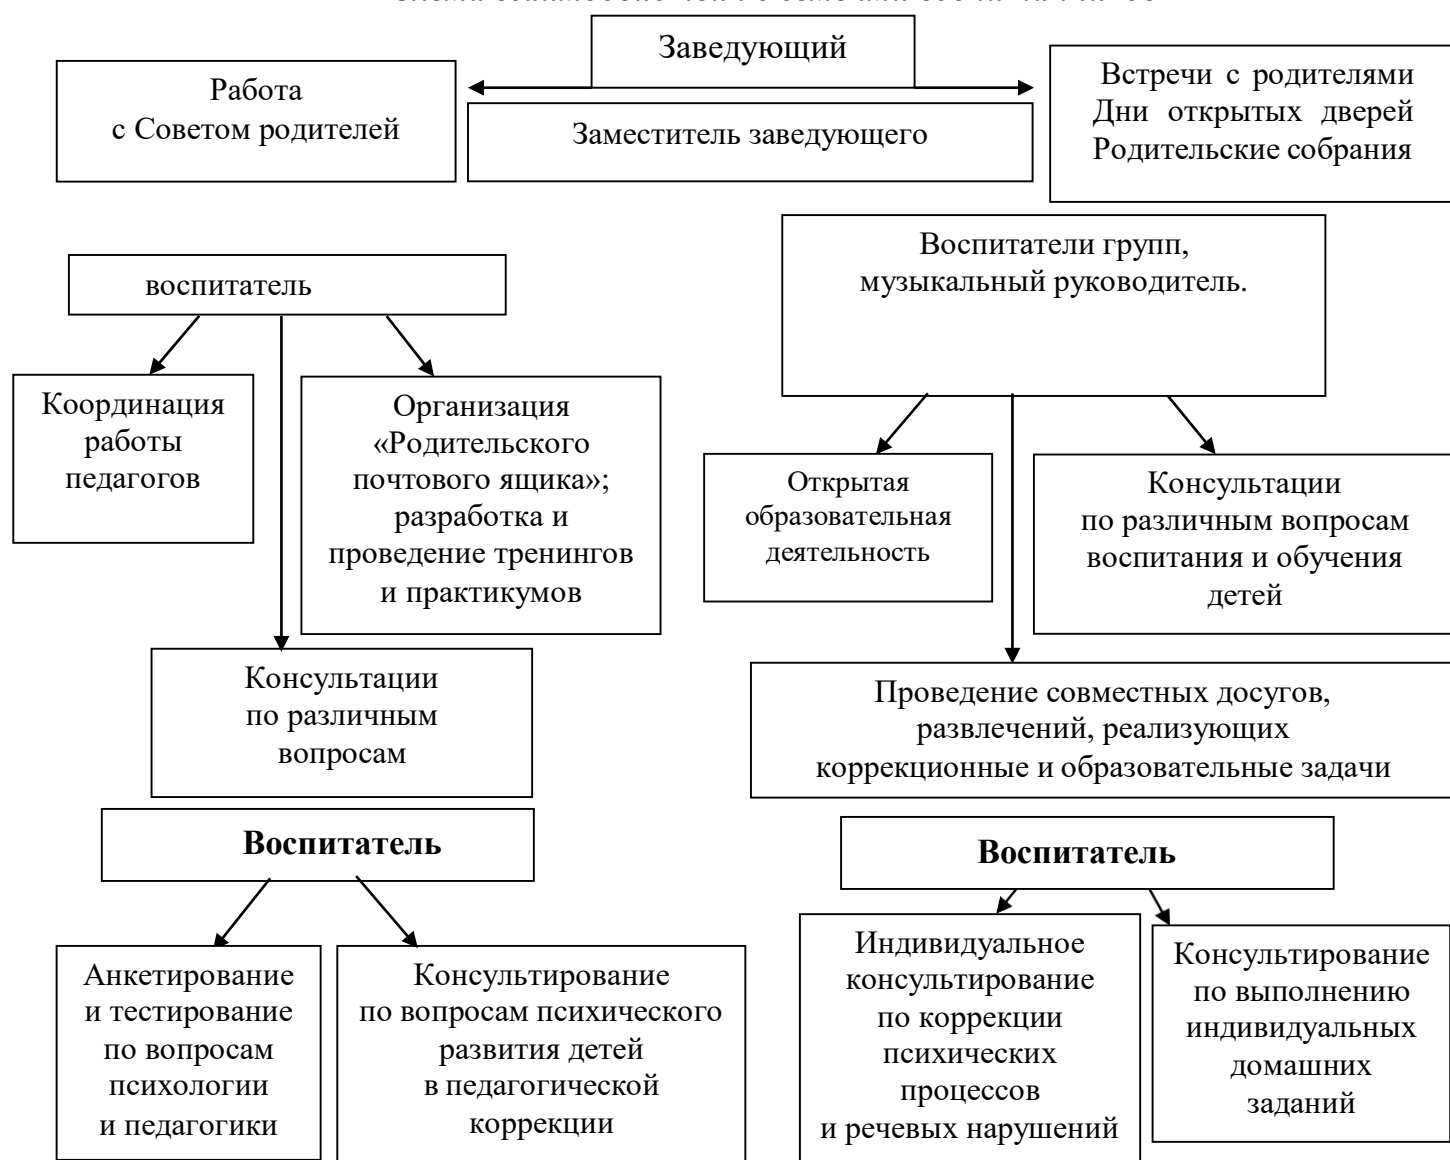 Заведующий
Работа
с Советом родителей
Заместитель заведующего
Встречи с родителями
Дни открытых дверей
Родительские собрания
воспитатель
Воспитатели групп,
музыкальный руководитель.
Координация
работы
педагогов
Организация
«Родительского
почтового ящика»;
разработка и
проведение тренингов
и практикумов
Открытая
образовательная
деятельность
Консультации
по различным вопросам
воспитания и обучения
детей
Консультации
по различным
вопросам
Проведение совместных досугов,
развлечений, реализующих
коррекционные и образовательные задачи
Воспитатель
Воспитатель
Анкетирование
и тестирование
по вопросам
психологии
и педагогики
Консультирование
по вопросам психического
развития детей
в педагогической
коррекции
Индивидуальное
консультирование
по коррекции
психических
процессов
и речевых нарушений
Консультирование
по выполнению
индивидуальных
домашних
заданий